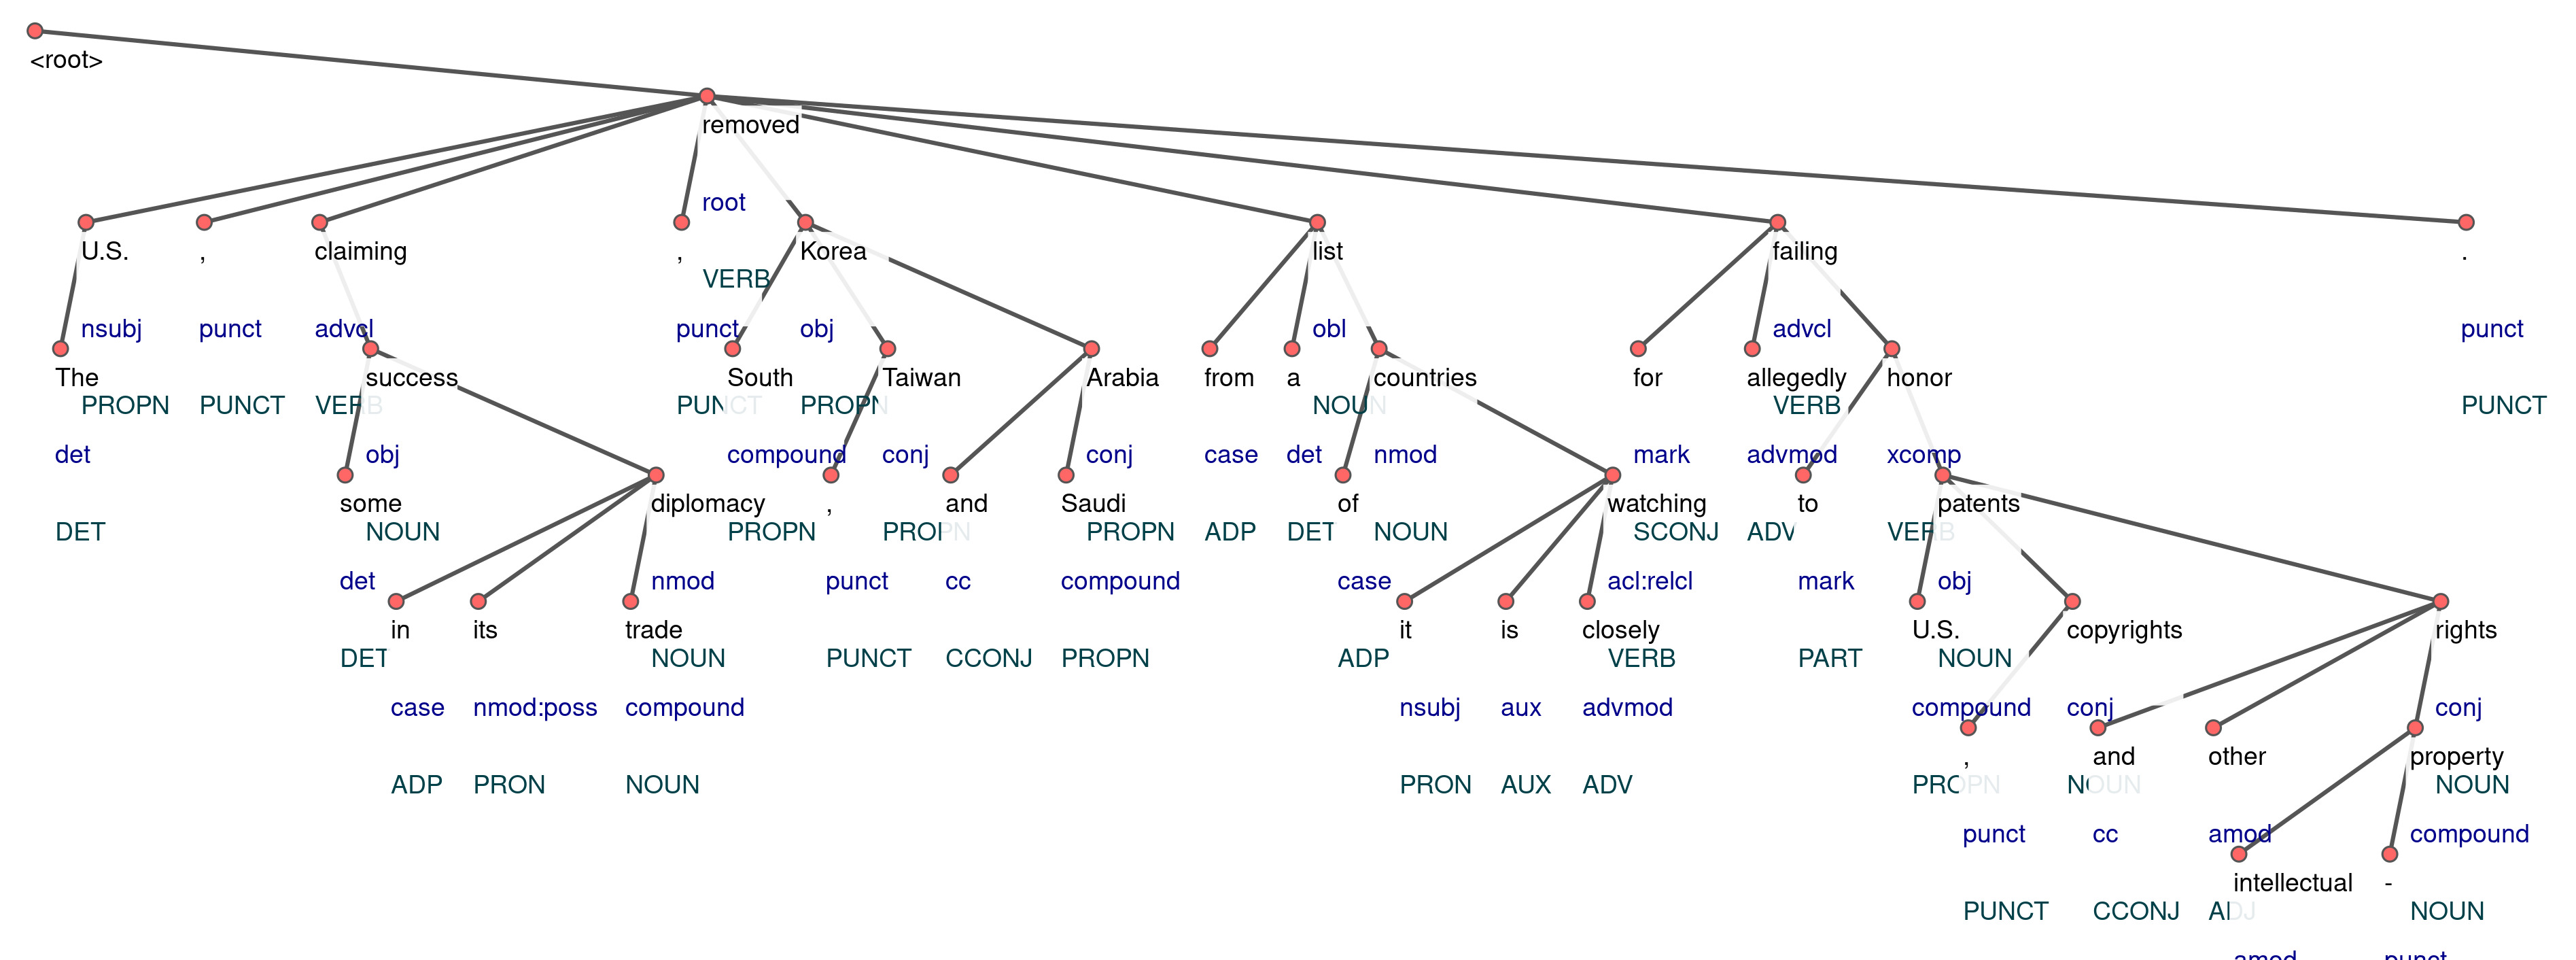 <root>
removed
root
VERB
U.S. , claiming , Korea list failing .
nsubj punct advcl punct obj obl advcl punct
PROPN PUNCT VERB PUNCT PROPN NOUN VERB PUNCT
The success South Taiwan Arabia from a countries for allegedly honor
det obj compound conj conj case det nmod mark advmod xcomp
DET NOUN PROPN PROPN PROPN ADP DET NOUN SCONJ ADV VERB
some diplomacy , and Saudi of watching to patents
det nmod punct cc compound case acl:relcl mark obj
DET NOUN PUNCT CCONJ PROPN ADP VERB PART NOUN
in its trade it is closely U.S. copyrights rights
case nmod:poss compound nsubj aux advmod compound conj conj
ADP PRON NOUN PRON AUX ADV PROPN NOUN NOUN
, and other property
punct cc amod compound
PUNCT CCONJ ADJ NOUN
intellectual -
amod punct